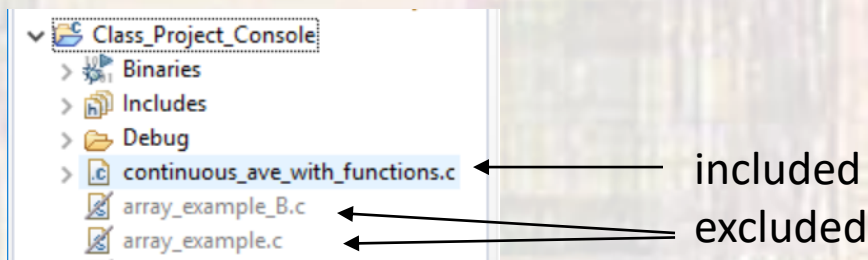 Class_Project_Console
Binaries
Includes
Debug
continuous_ave_with_functions.c
included
array_example_B.c
excluded
array_example.c